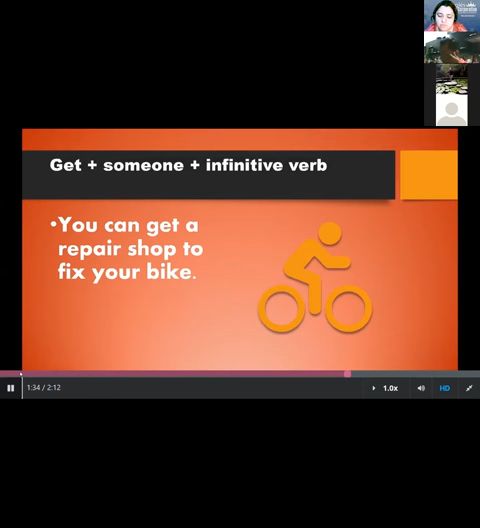 Get + someone + infinitive verb
•You can get a
repair shop to
fix your bike.
1:34 / 2:12
1.0x
HD